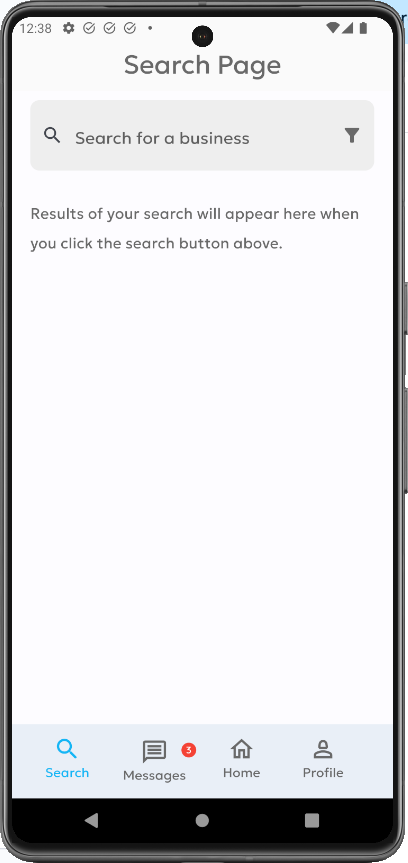 12:38
Search Page
Search for a business
Results of your search will appear here when
you click the search button above.
3
Search
Messages
Home
Profile